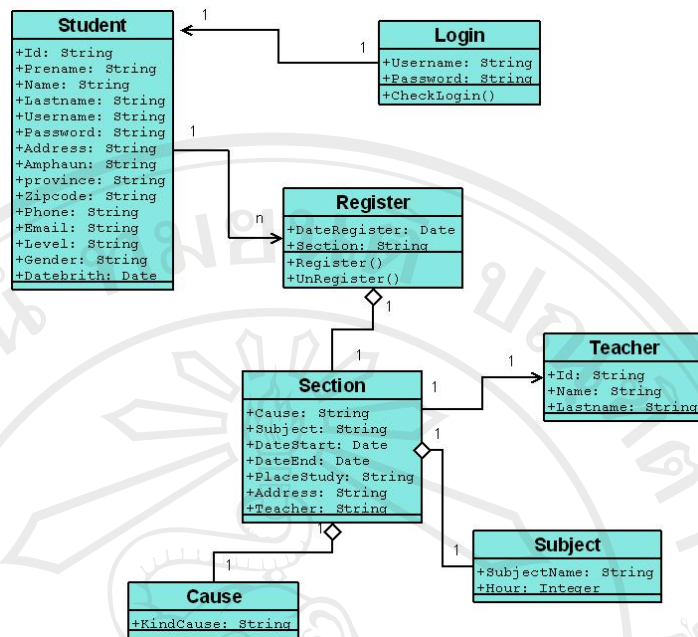 Student
+Id: String
+Prename: String
+Name: String
+Lastname: String
+Username: String
+Password: String
+Address: String
+Amphaun: String
+province: String
+Zipcode: String
+Phone: String
+Email: String
+Level: String
+Gender: String
+Datebrith: Date
1
1
Login
+Username: String
+Password: String
+CheckLogin()
1
n
Register
+DateRegister: Date
+Section: String
+Register()
+UnRegister()
1
1
Section
+Cause: String
+Subject: String
+DateStart: Date
+DateEnd: Date
+PlaceStudy: String
+Address: String
+Teacher: String
1
1
Teacher
+Id: String
+Name: String
+Lastname: String
1
1
Subject
+SubjectName: String
+Hour: Integer
1
1
Cause
+KindCause: String